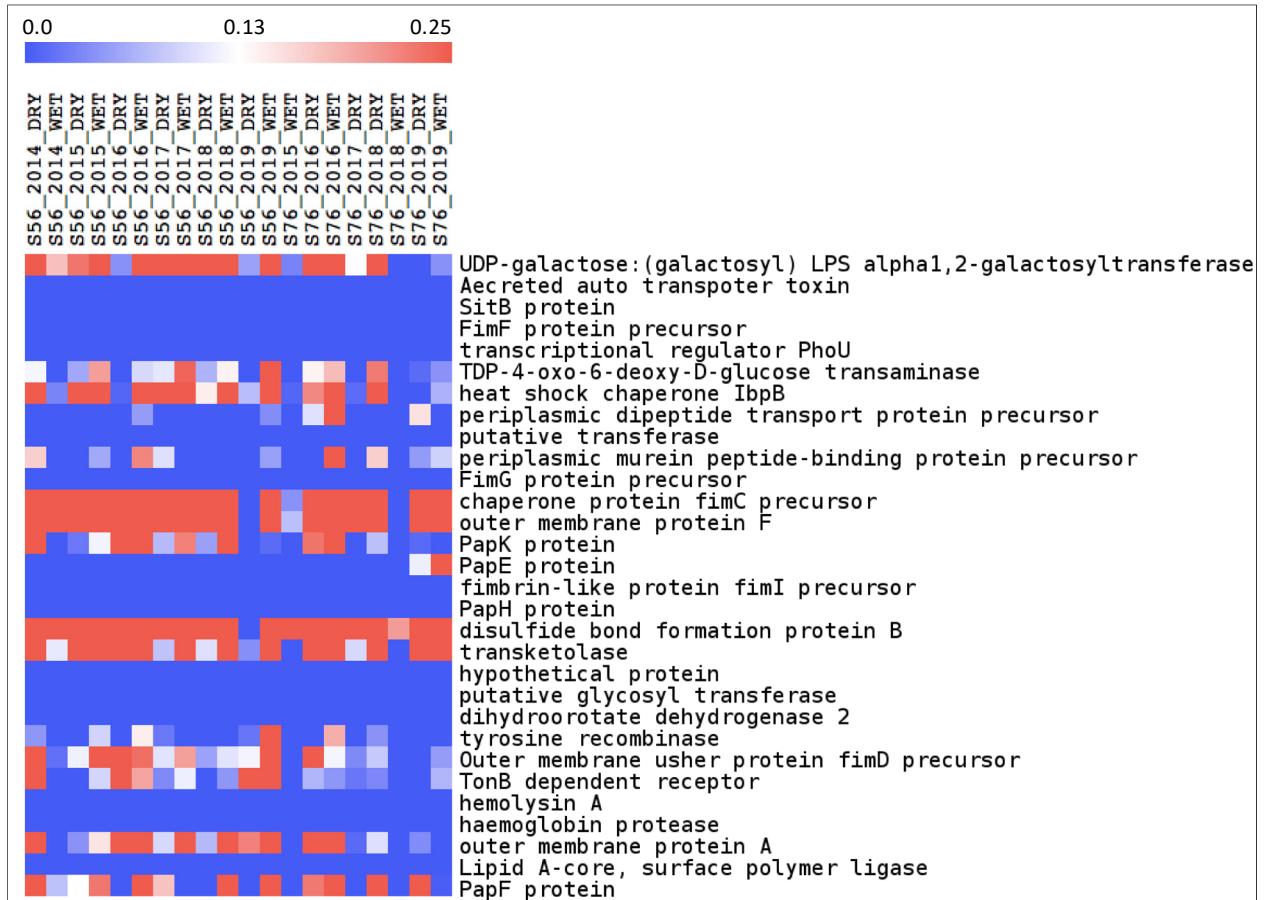 0.0 0.13 0.25
S56_2014_DRY
S56_2014_WET
S56_2015_DRY
S56_2015_WET
S56_2016_DRY
S56_2016_WET
S56_2017_DRY
S56_2017_WET
S56_2018_DRY
S56_2018_WET
S56_2019_DRY
S56_2019_WET
S76_2015_WET
S76_2016_DRY
S76_2016_WET
S76_2017_DRY
S76_2018_DRY
S76_2018_WET
S76_2019_DRY
S76_2019_WET
UDP-galactose:(galactosyl) LPS alpha1,2-galactosyltransferase
Aecreted auto transpoter toxin
SitB protein
FimF protein precursor
transcriptional regulator PhoU
TDP-4-oxo-6-deoxy-D-glucose transaminase
heat shock chaperone IbpB
periplasmic dipeptide transport protein precursor
putative transferase
periplasmic murein peptide-binding protein precursor
FimG protein precursor
chaperone protein fimC precursor
outer membrane protein F
PapK protein
PapE protein
fimbrin-like protein fimI precursor
PapH protein
disulfide bond formation protein B
transketolase
hypothetical protein
putative glycosyl transferase
dihydroorotate dehydrogenase 2
tyrosine recombinase
Outer membrane usher protein fimD precursor
TonB dependent receptor
hemolysin A
haemoglobin protease
outer membrane protein A
Lipid A-core, surface polymer ligase
PapF protein